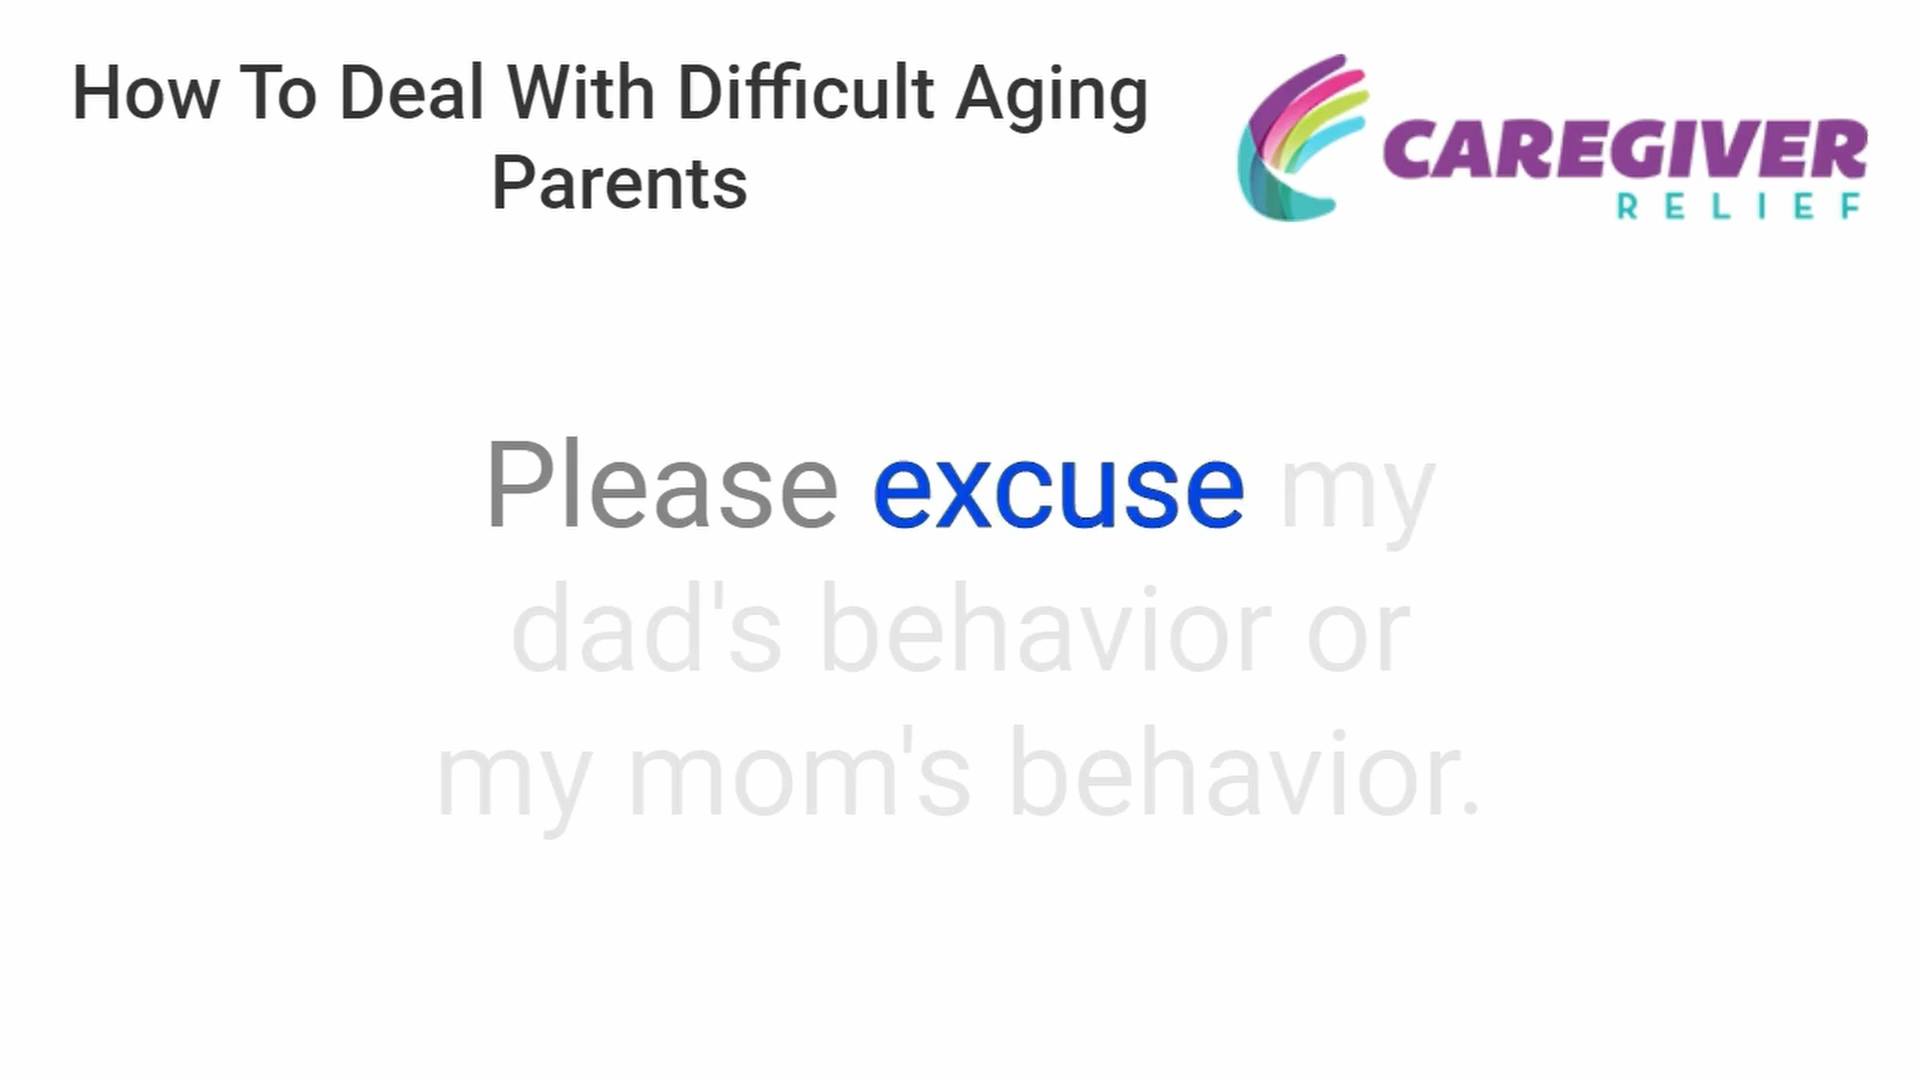 How To Deal With Difficult Aging
Parents
CAREGIVER
RELIEF
Please excuse my
dad's behavior or
my mom's behavior.